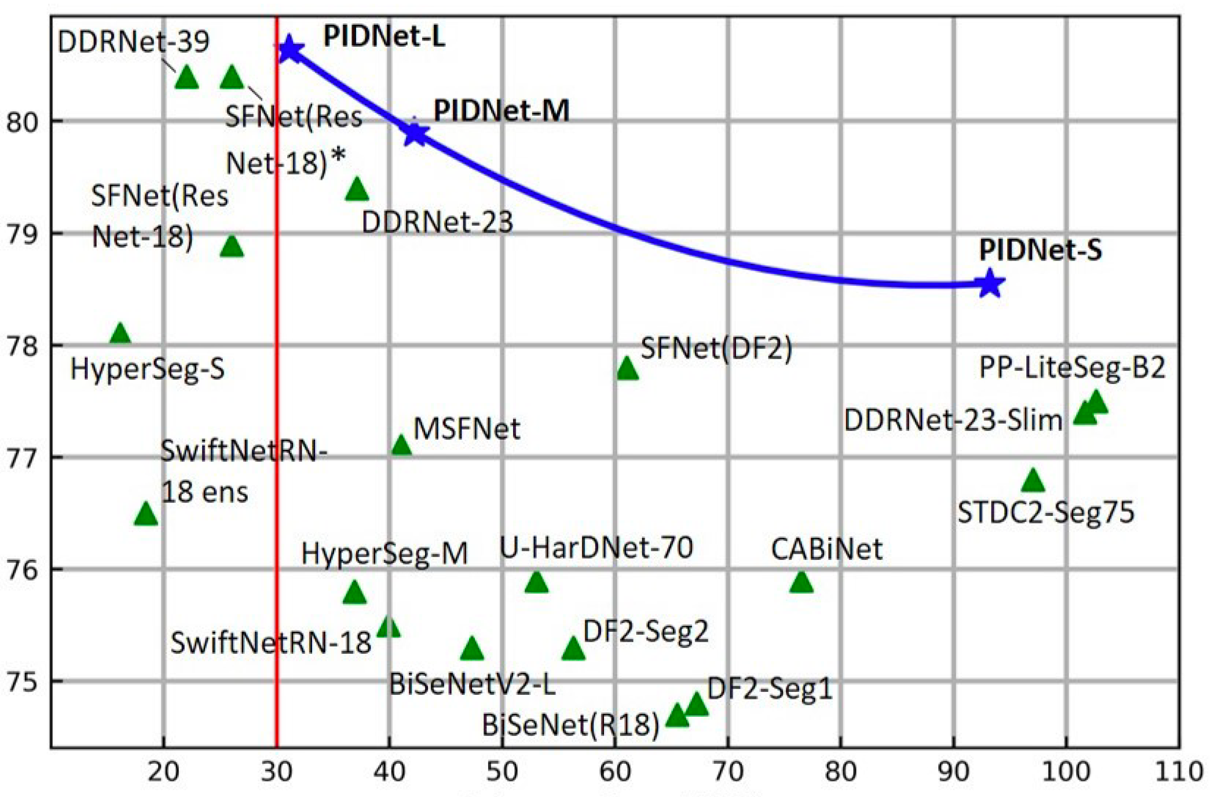 DDRNet-39
PIDNet-L
SFNet(Res
Net-18)*
PIDNet-M
80
SFNet(Res
Net-18)
DDRNet-23
79
PIDNet-S
78
HyperSeg-S
SFNet(DF2)
PP-LiteSeg-B2
DDRNet-23-Slim
MSFNet
77
SwiftNetRN-
18 ens
STDC2-Seg75
HyperSeg-M
U-HarDNet-70
CABiNet
76
SwiftNetRN-18
DF2-Seg2
75
BiSeNetV2-L
DF2-Seg1
BiSeNet(R18)
20 30 40 50 60 70 80 90 100 110